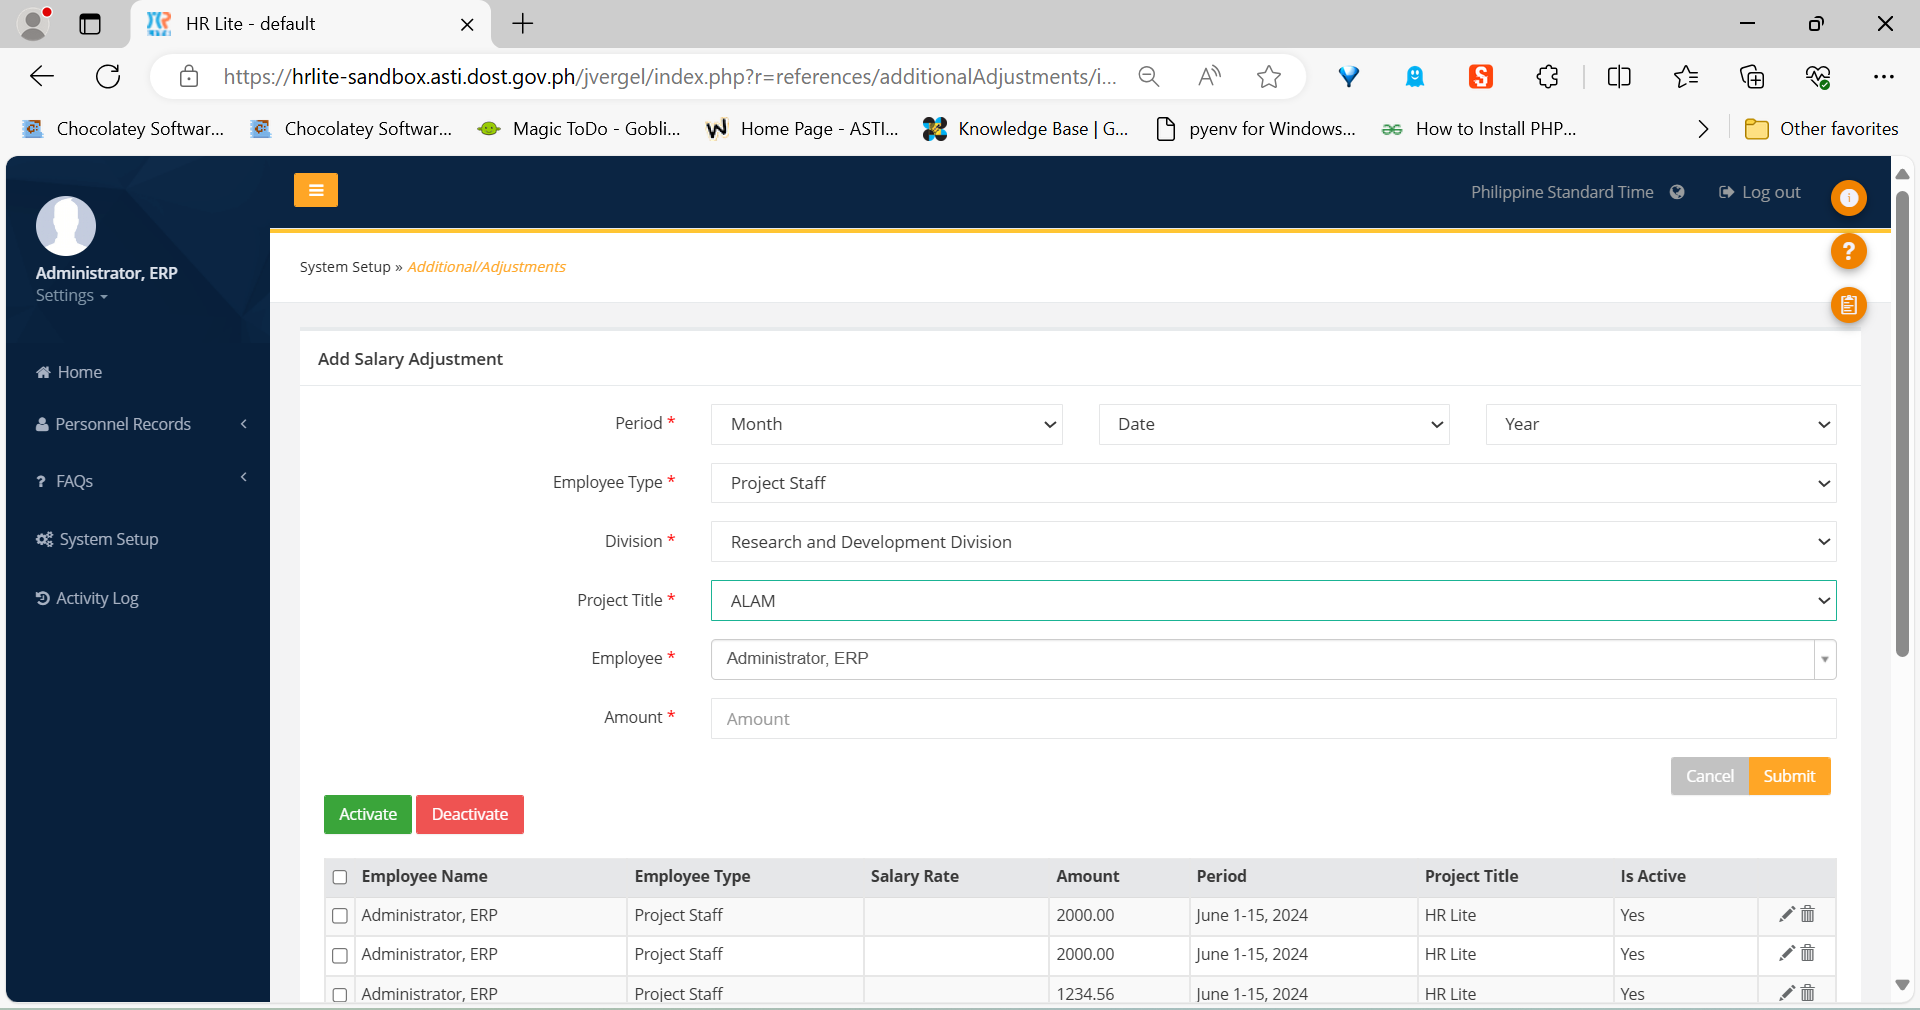 HR Lite - default
https://hrlite-sandbox.asti.dost.gov.ph/jvergel/index.php?r=references/additionalAdjustments/i...
Chocolatey Softwar... Chocolatey Softwar... Magic ToDo - Gobli... Home Page - ASTI... Knowledge Base | G... pyenv for Windows... How to Install PHP... Other favorites
Philippine Standard Time Log out
Administrator, ERP
Settings
Home
Personnel Records
FAQs
System Setup
Activity Log
System Setup » Additional/Adjustments
Add Salary Adjustment
Period * Month Date Year
Employee Type * Project Staff
Division * Research and Development Division
Project Title * ALAM
Employee * Administrator, ERP
Amount * Amount
Cancel Submit
Activate Deactivate
Employee Name Employee Type Salary Rate Amount Period Project Title Is Active
Administrator, ERP Project Staff 2000.00 June 1-15, 2024 HR Lite Yes
Administrator, ERP Project Staff 2000.00 June 1-15, 2024 HR Lite Yes
Administrator, ERP Project Staff 1234.56 June 1-15, 2024 HR Lite Yes